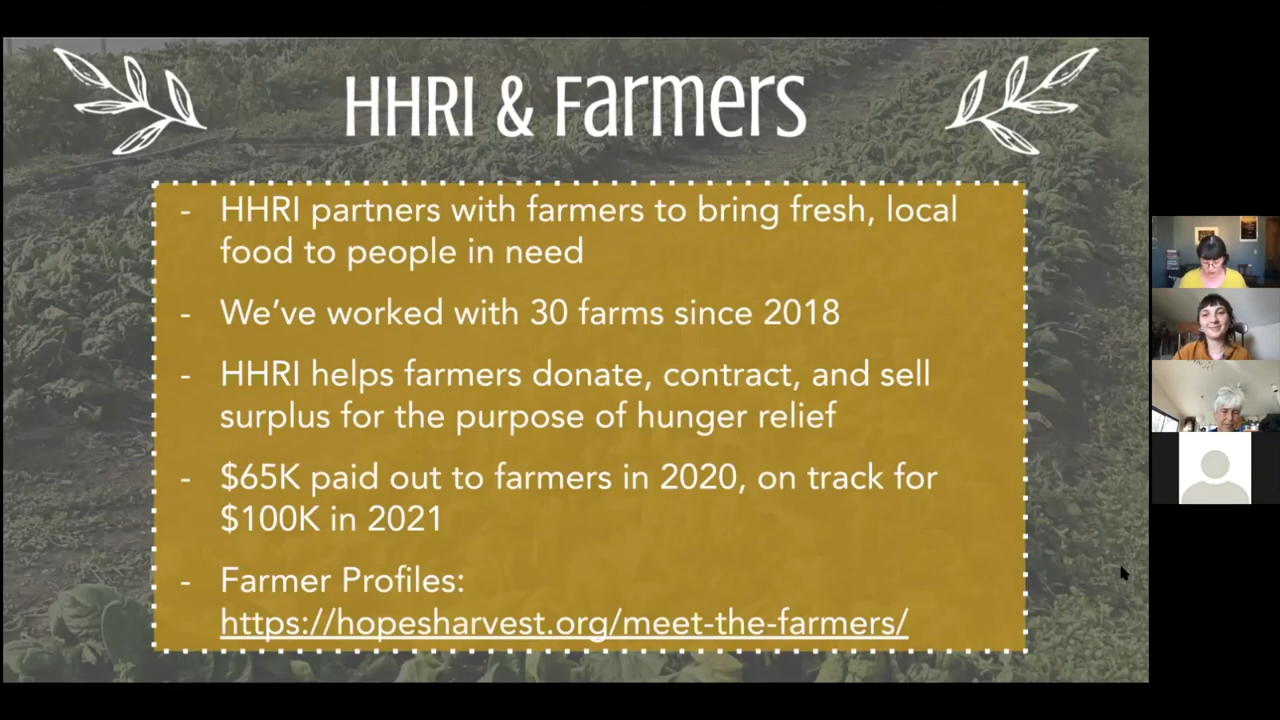 HHRI & Farmers
- HHRI partners with farmers to bring fresh, local
food to people in need
- We've worked with 30 farms since 2018
- HHRI helps farmers donate, contract, and sell
surplus for the purpose of hunger relief
- $65K paid out to farmers in 2020, on track for
$100K in 2021
- Farmer Profiles:
https://hopesharvest.org/meet-the-farmers/